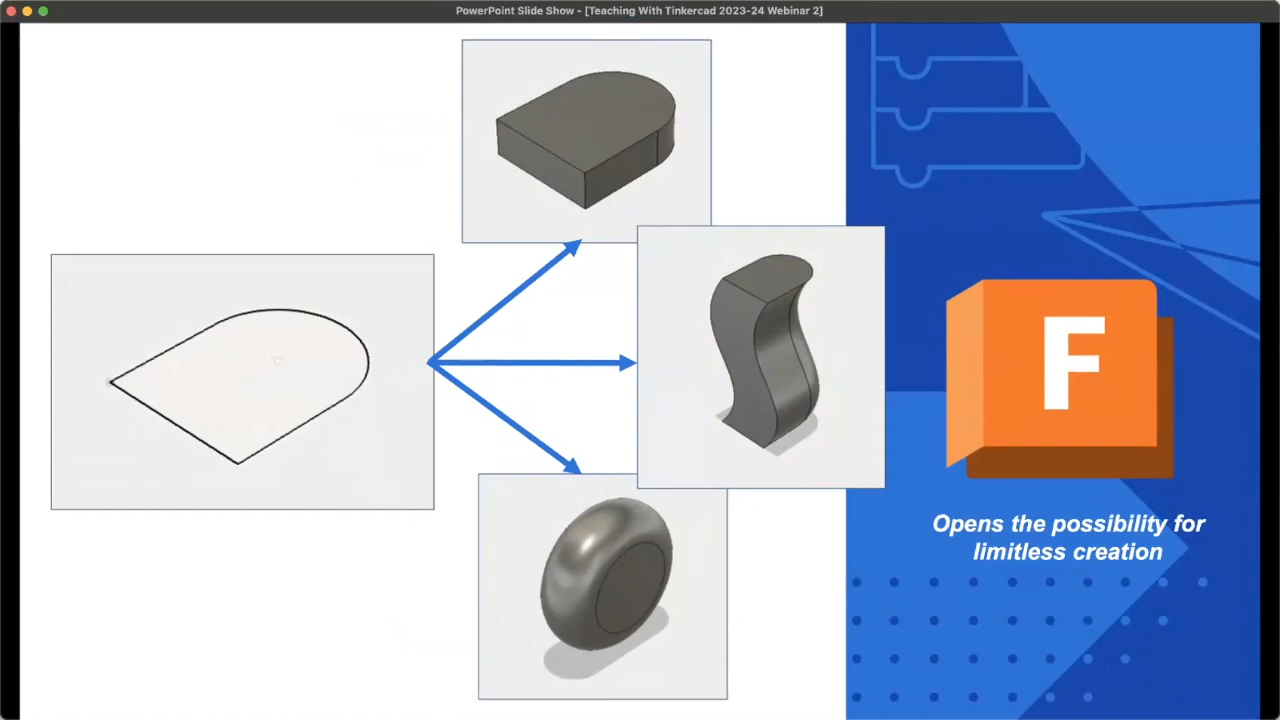 PowerPoint Slide Show - [Teaching With Tinkercad 2023-24 Webinar 2]
F
Opens the possibility for
limitless creation